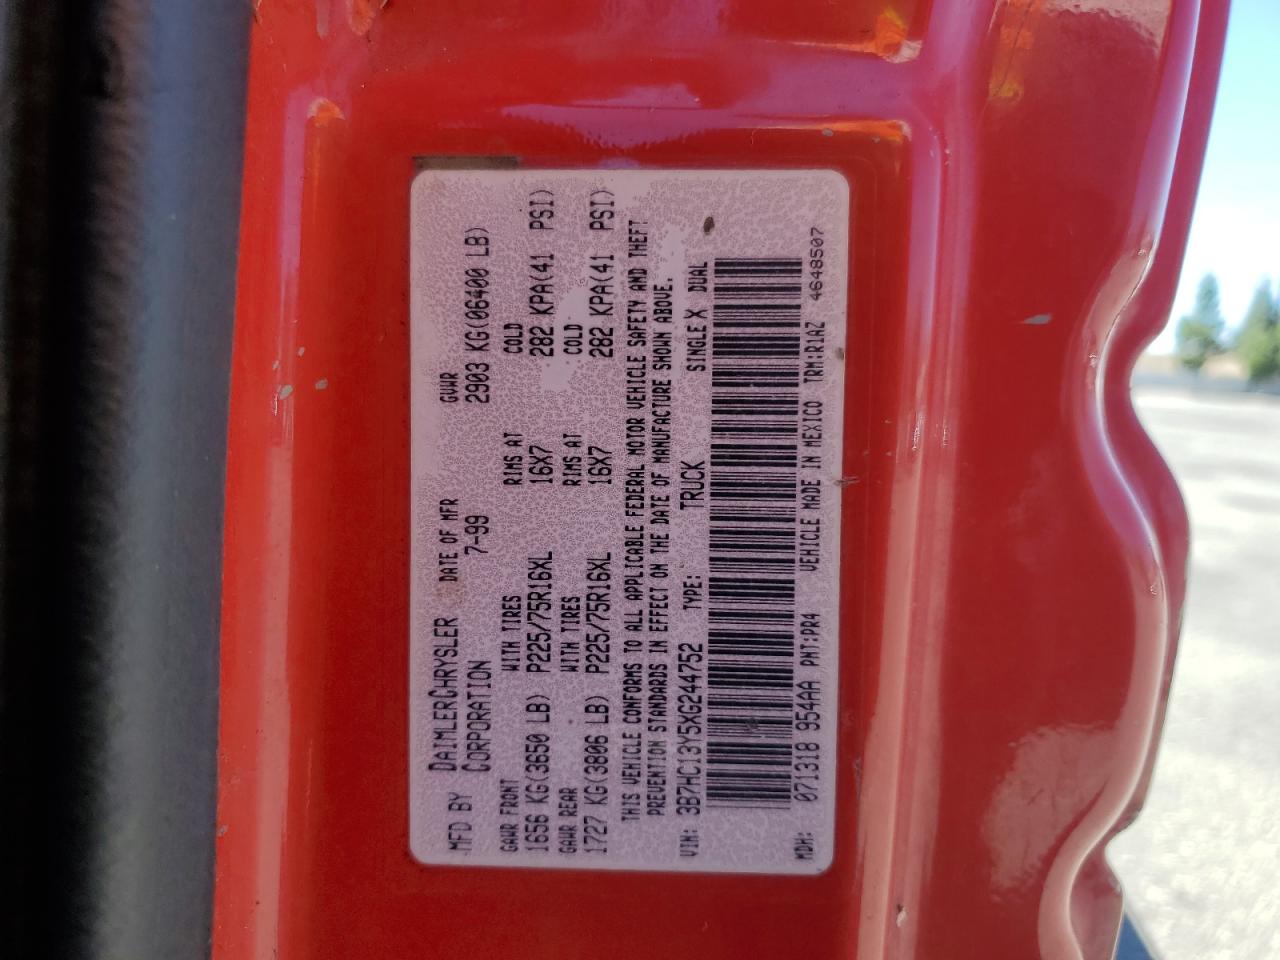 MFD BY DAIMLERCHRYSLER CORPORATION DATE OF MFR 7-99 GVWR 2903 KG(06400 LB)
GAWR FRONT WITH TIRES RIMS AT COLD
1656 KG(3650 LB) P225/75R16XL 16X7 282 KPA(41 PSI)
GAWR REAR WITH TIRES RIMS AT COLD
1727 KG(3806 LB) P225/75R16XL 16X7 282 KPA(41 PSI)
THIS VEHICLE CONFORMS TO ALL APPLICABLE FEDERAL MOTOR VEHICLE SAFETY AND THEFT
PREVENTION STANDARDS IN EFFECT ON THE DATE OF MANUFACTURE SHOWN ABOVE.
VIN: 3B7HC13Y5XG244752 TYPE: TRUCK SINGLE X DUAL
MDH: 071318 954AA PNT:PR4 VEHICLE MADE IN MEXICO TRM:R1AZ 4648507